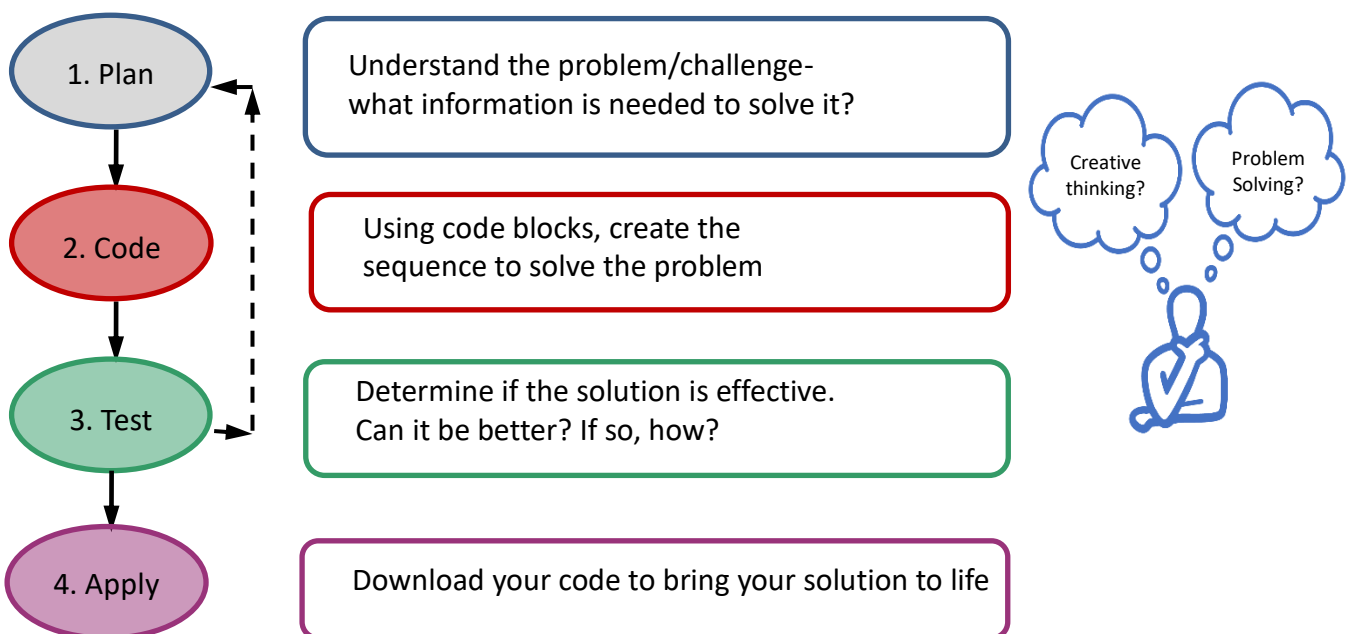 1. Plan
Understand the problem/challenge-
what information is needed to solve it?
Creative
thinking?
Problem
Solving?
2. Code
Using code blocks, create the
sequence to solve the problem
3. Test
Determine if the solution is effective.
Can it be better? If so, how?
4. Apply
Download your code to bring your solution to life